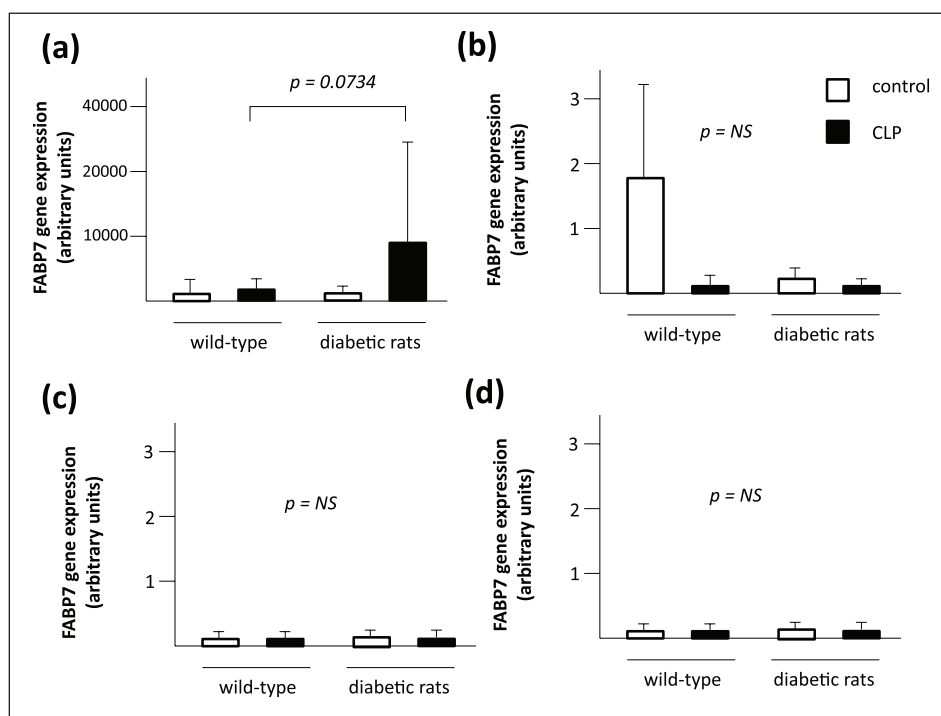 (a)
p = 0.0734
FABP7 gene expression
(arbitrary units)
40000
20000
10000
wild-type
diabetic rats
(b)
control
CLP
p = NS
FABP7 gene expression
(arbitrary units)
3
2
1
wild-type
diabetic rats
(c)
p = NS
FABP7 gene expression
(arbitrary units)
3
2
1
wild-type
diabetic rats
(d)
p = NS
FABP7 gene expression
(arbitrary units)
3
2
1
wild-type
diabetic rats